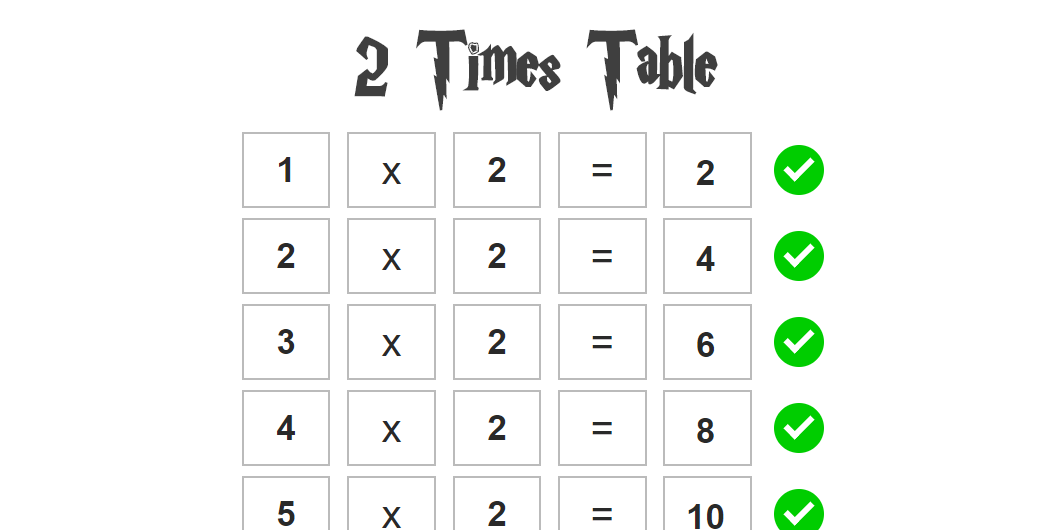 2 Times Table
1 x 2 = 2
2 x 2 = 4
3 x 2 = 6
4 x 2 = 8
5 x 2 = 10